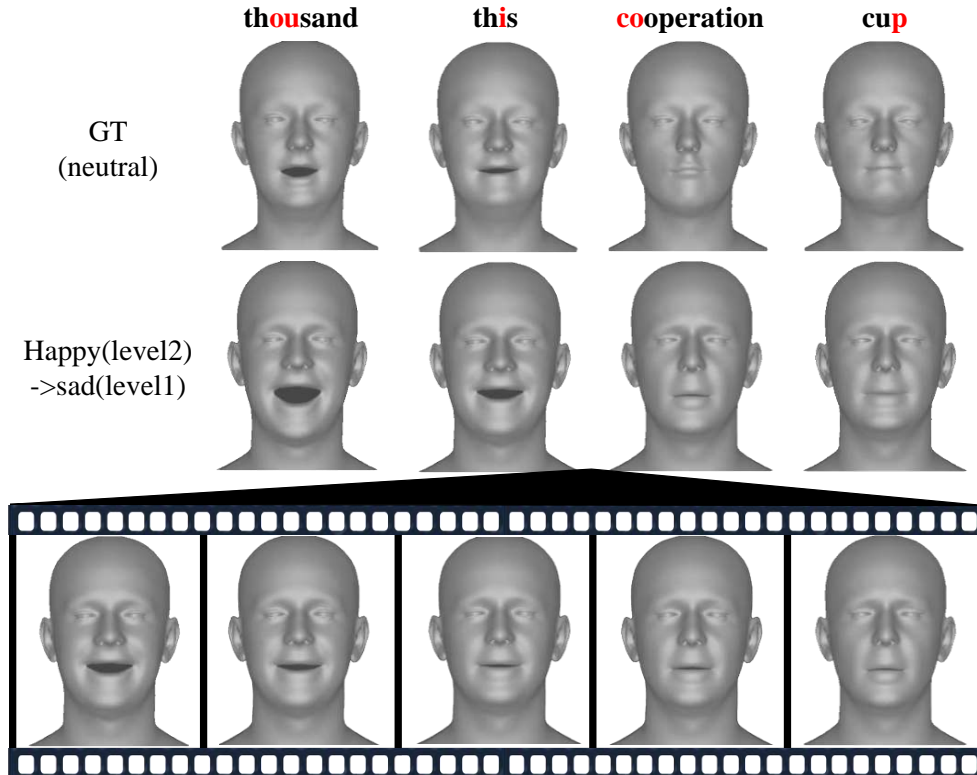 thousand this cooperation cup
GT
(neutral)
Happy(level2)
->sad(level1)